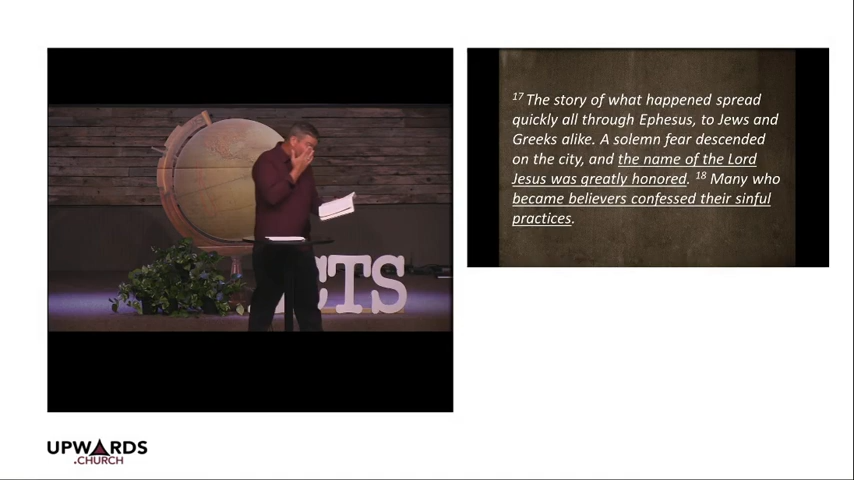 17 The story of what happened spread
quickly all through Ephesus, to Jews and
Greeks alike. A solemn fear descended
on the city, and the name of the Lord
Jesus was greatly honored. 18 Many who
became believers confessed their sinful
practices.
CTS
UPWARDS
.CHURCH